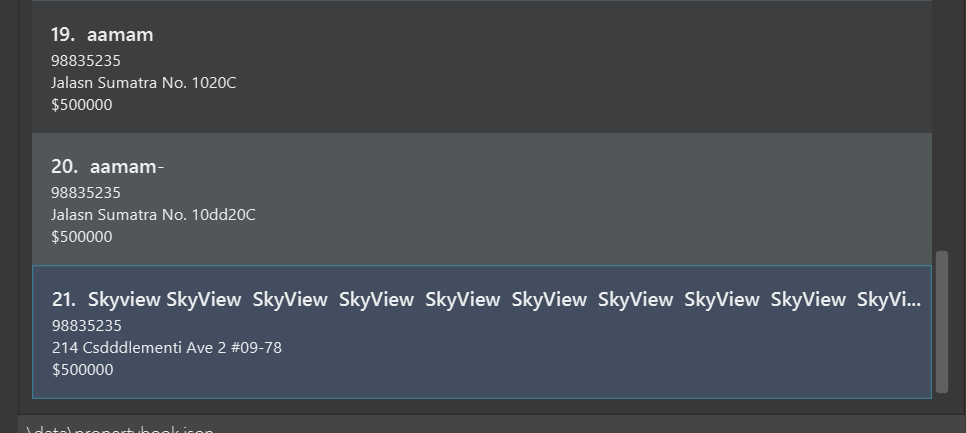 19. aamam
98835235
Jalasn Sumatra No. 1020C
$500000
20. aamam-
98835235
Jalasn Sumatra No. 10dd20C
$500000
21. Skyview SkyView SkyView SkyView SkyView SkyView SkyView SkyView SkyView SkyVi...
98835235
214 Csdddlementi Ave 2 #09-78
$500000
\data\propertybook.json